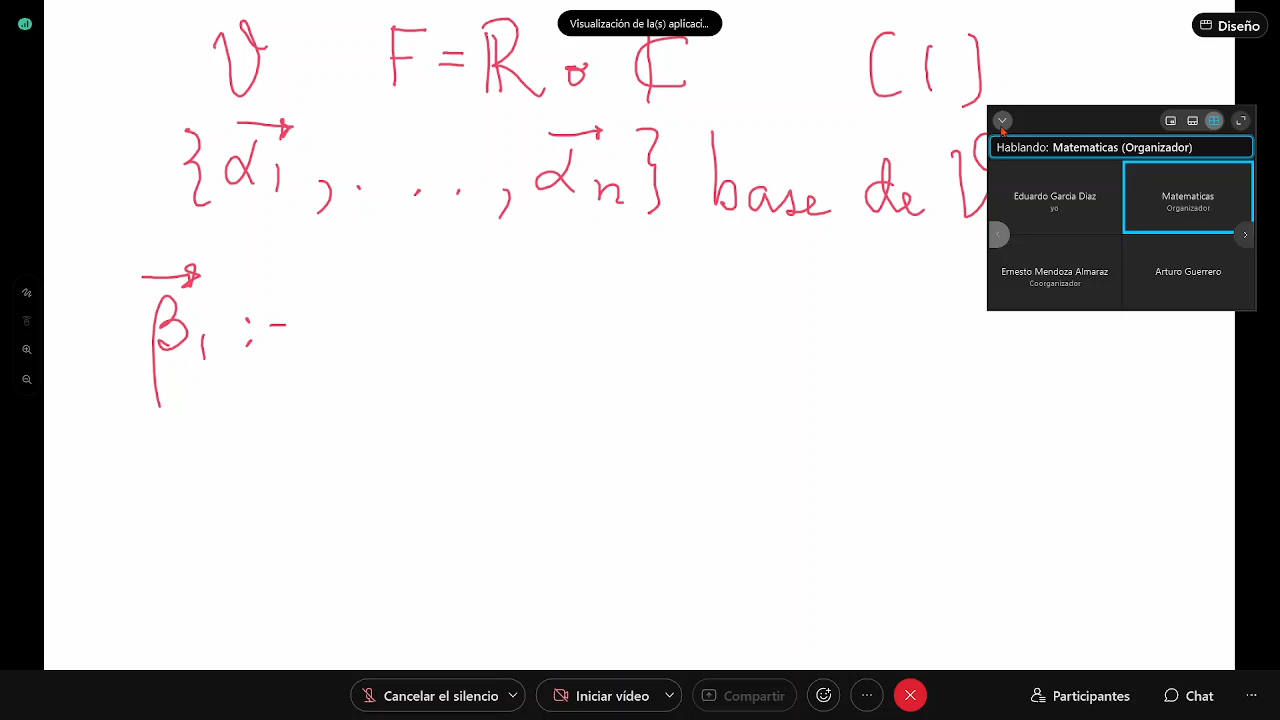 Visualización de la(s) aplicaci...
Diseño
V F = ℝ o ℂ ( 1 )
{α⃗₁, . . . , α⃗ₙ} base de V
β⃗₁ : -
Hablando: Matematicas (Organizador)
Eduardo Garcia Diaz
yo
Matematicas
Organizador
Ernesto Mendoza Almaraz
Coorganizador
Arturo Guerrero
Cancelar el silencio
Iniciar vídeo
Compartir
Participantes
Chat